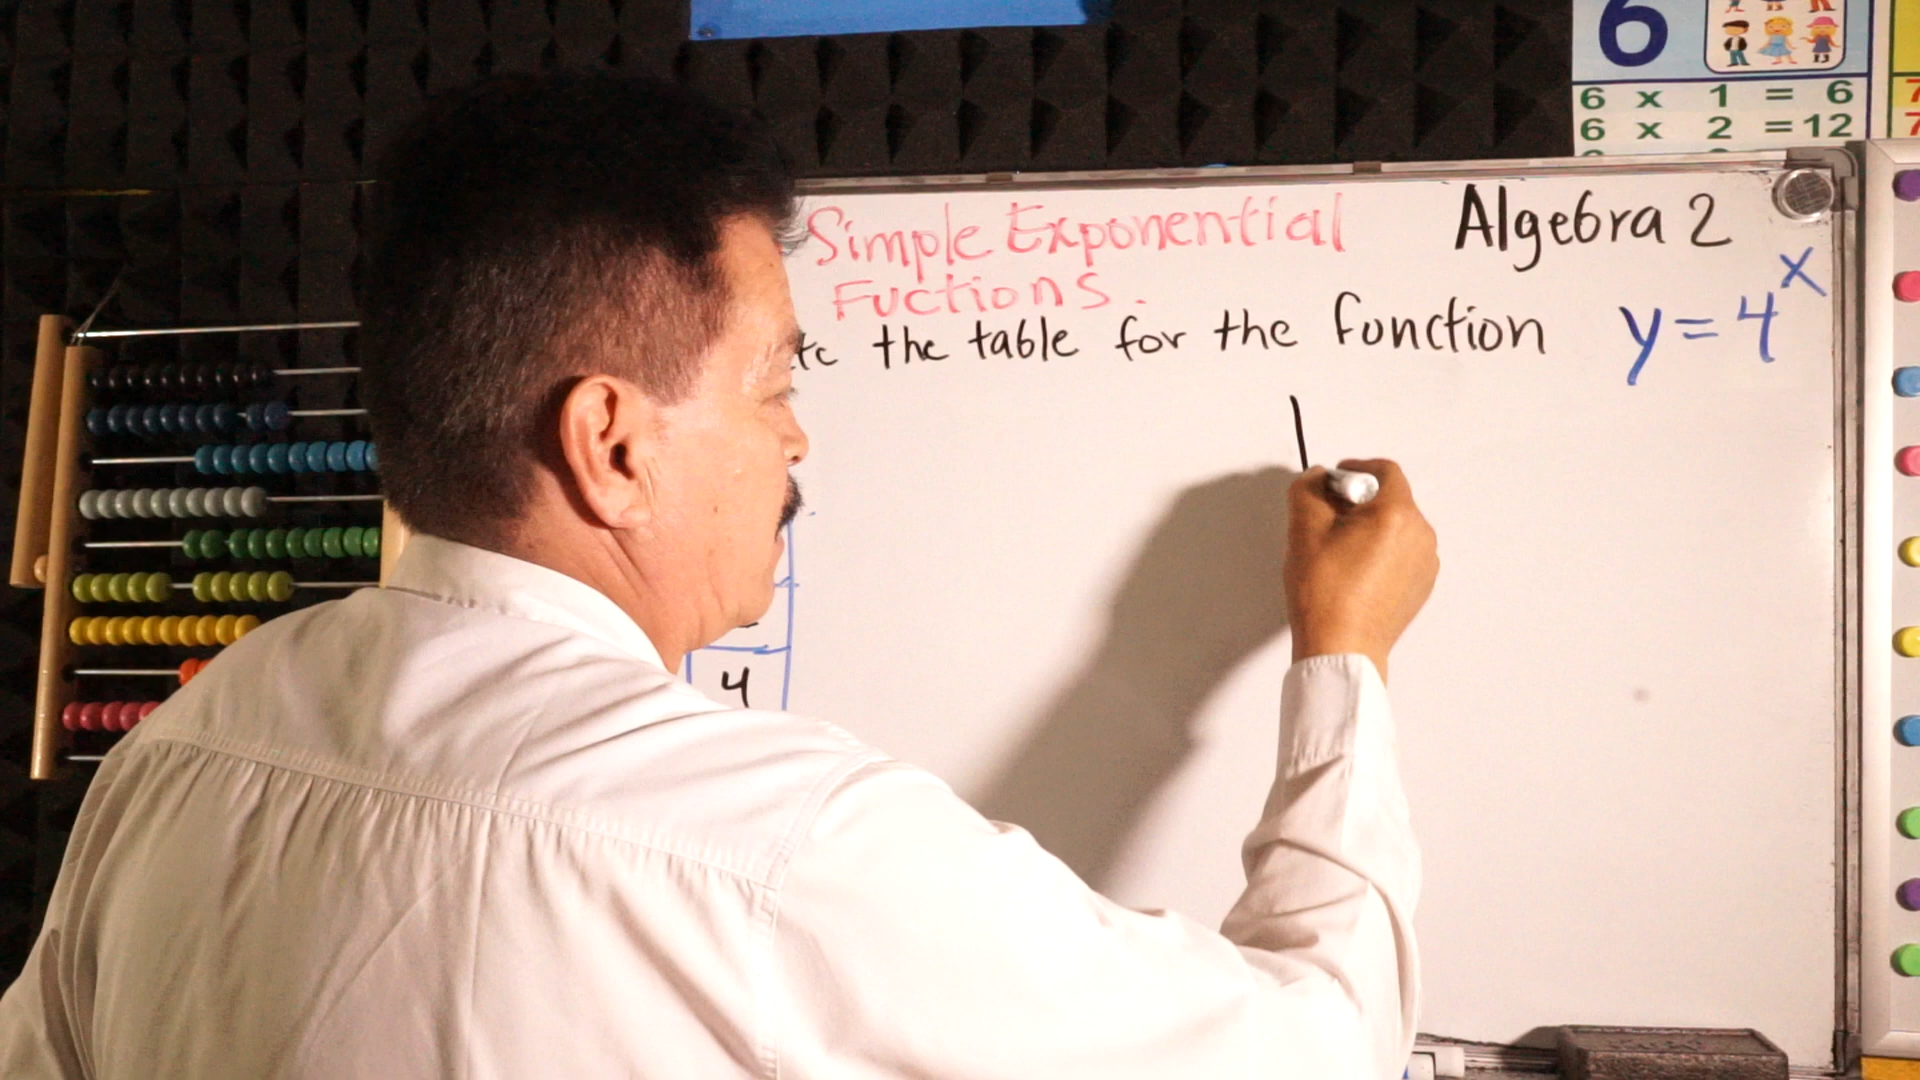 6
6 x 1 = 6
6 x 2 = 12
Simple Exponential
Fuctions.
Algebra 2
the table for the function y = 4^x
4